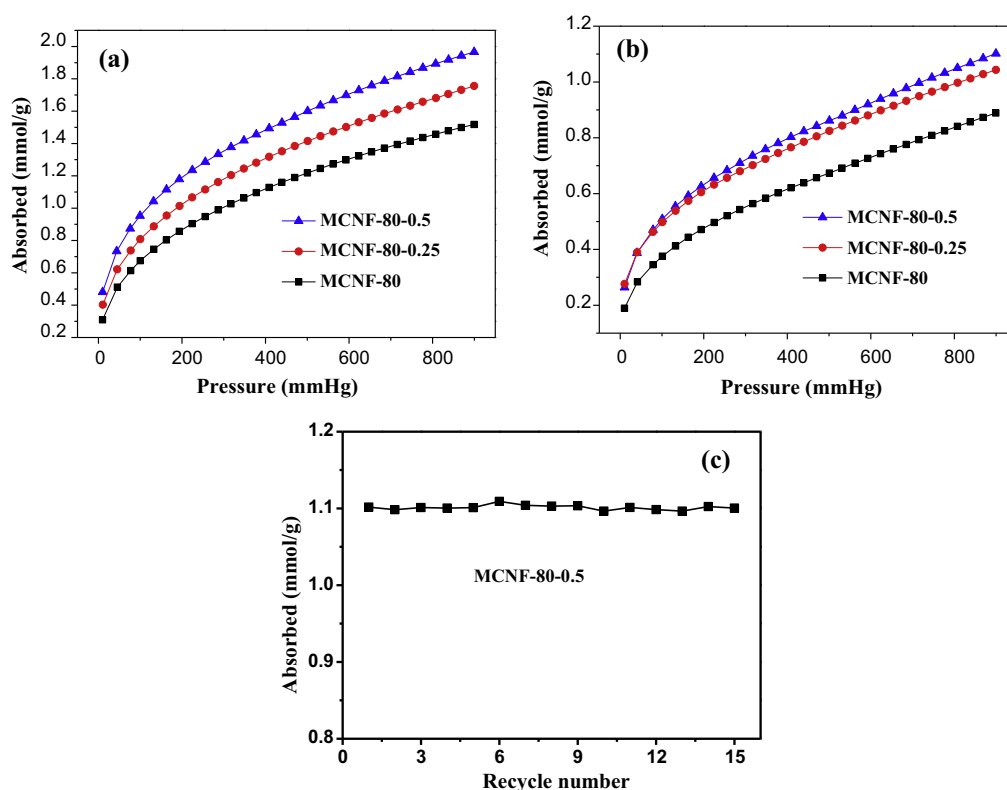 (a)
Absorbed (mmol/g)
2.0
1.8
1.6
1.4
1.2
1.0
0.8
0.6
0.4
0.2
MCNF-80-0.5
MCNF-80-0.25
MCNF-80
0 200 400 600 800
Pressure (mmHg)
(b)
Absorbed (mmol/g)
1.2
1.0
0.8
0.6
0.4
0.2
MCNF-80-0.5
MCNF-80-0.25
MCNF-80
0 200 400 600 800
Pressure (mmHg)
(c)
Absorbed (mmol/g)
1.2
1.1
1.0
0.9
0.8
MCNF-80-0.5
0 3 6 9 12 15
Recycle number